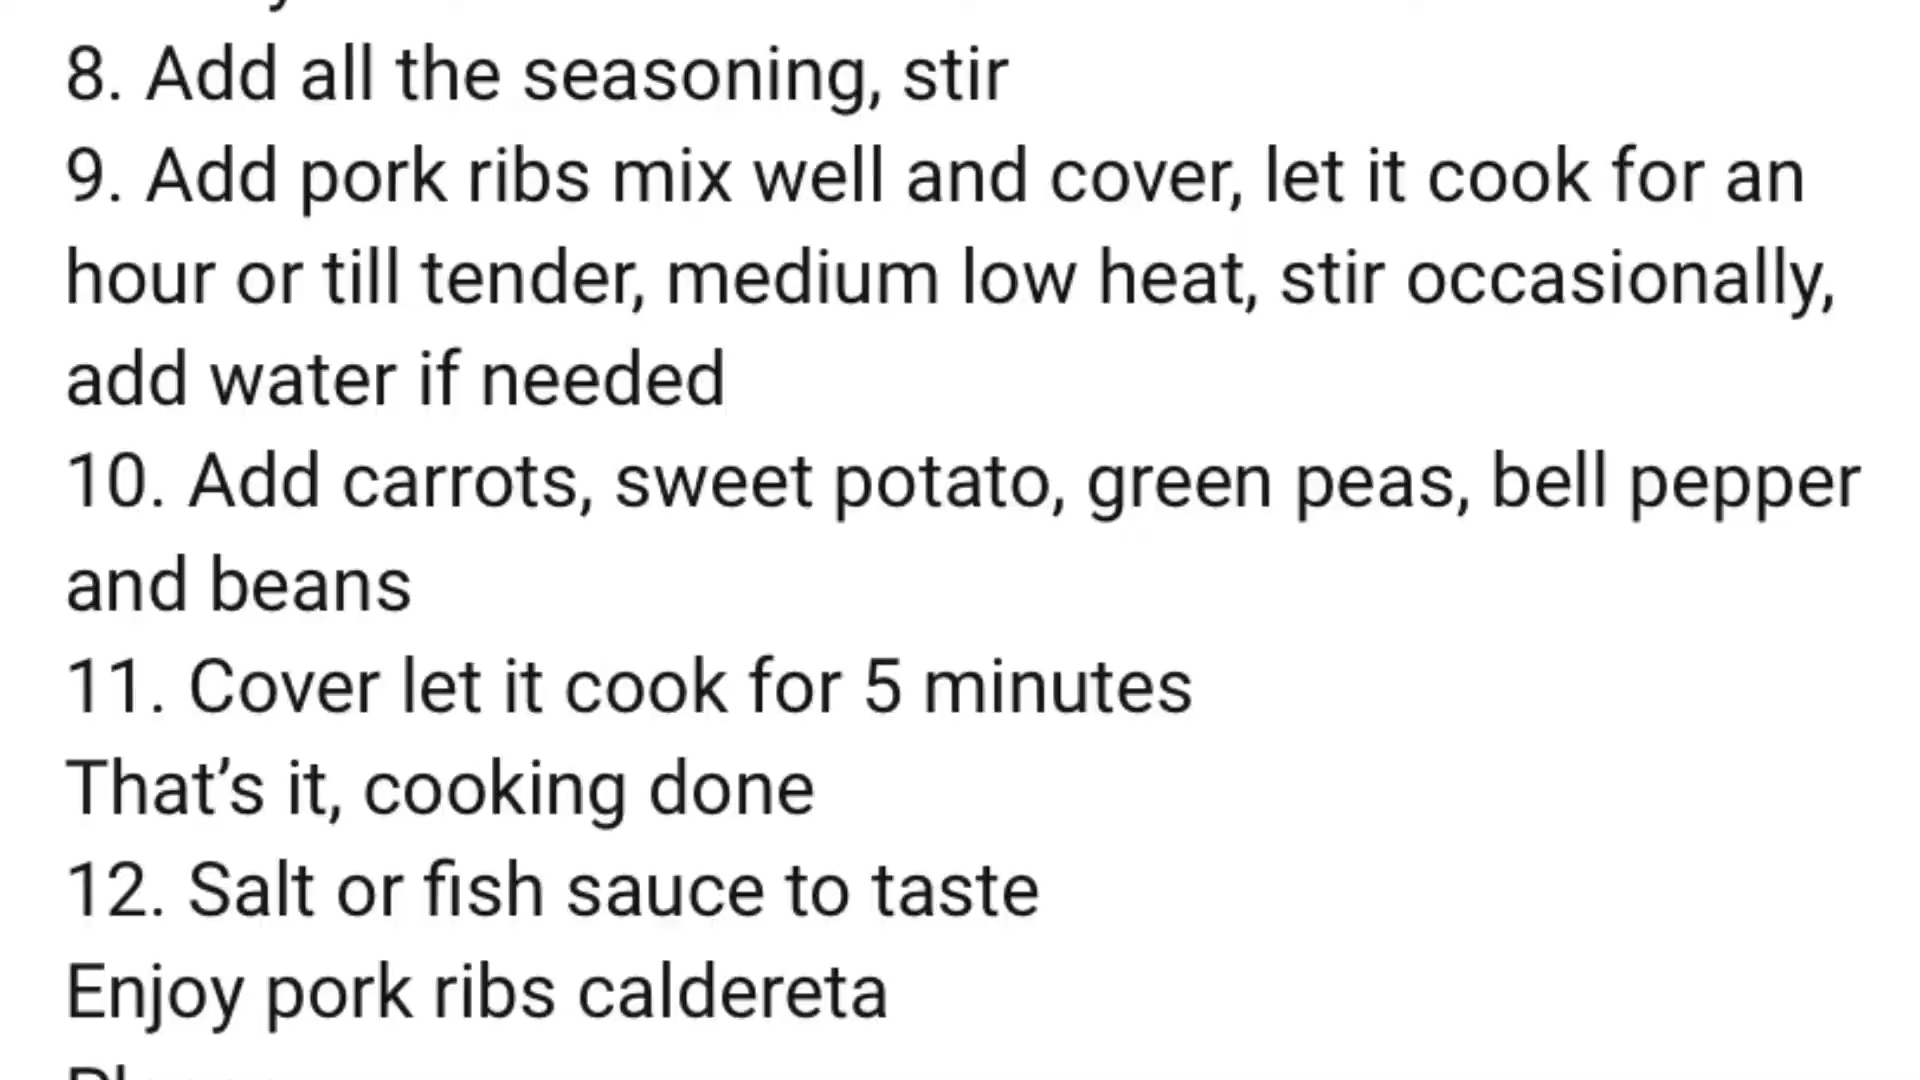 8. Add all the seasoning, stir
9. Add pork ribs mix well and cover, let it cook for an
hour or till tender, medium low heat, stir occasionally,
add water if needed
10. Add carrots, sweet potato, green peas, bell pepper
and beans
11. Cover let it cook for 5 minutes
That’s it, cooking done
12. Salt or fish sauce to taste
Enjoy pork ribs caldereta